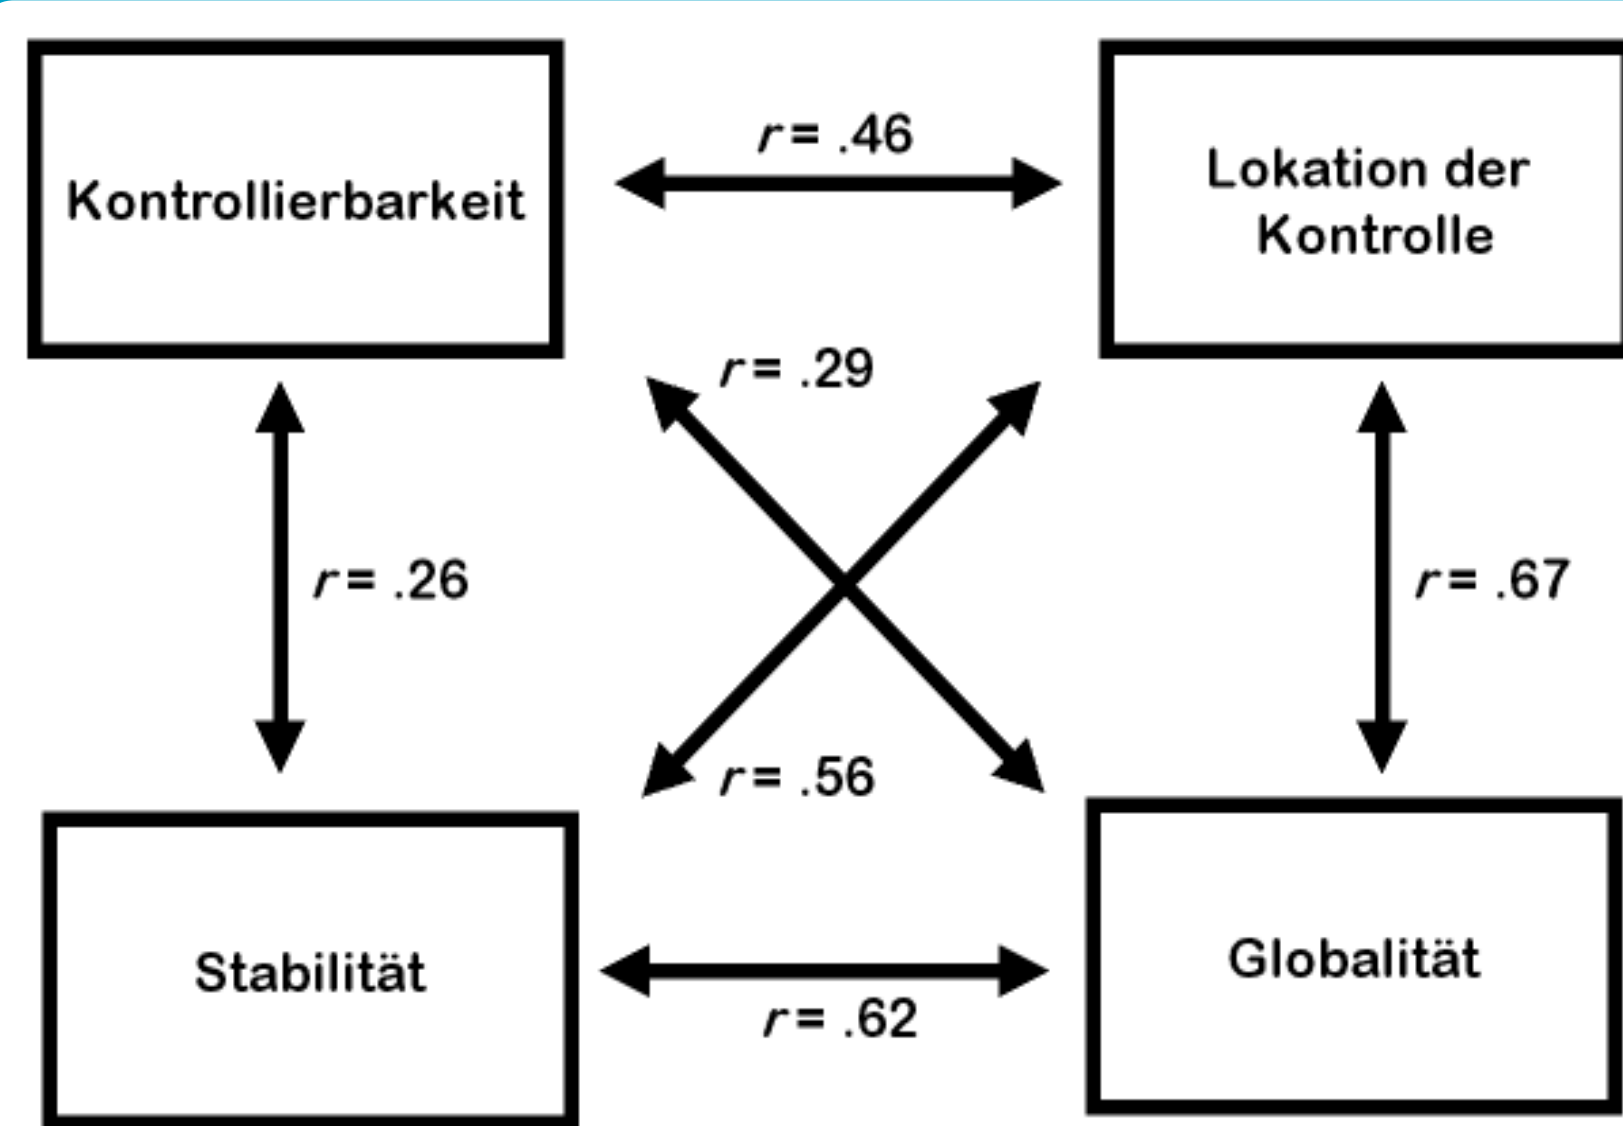 Kontrollierbarkeit
r = .46
Lokation der
Kontrolle
r = .29
r = .26
r = .67
r = .56
Stabilität
Globalität
r = .62